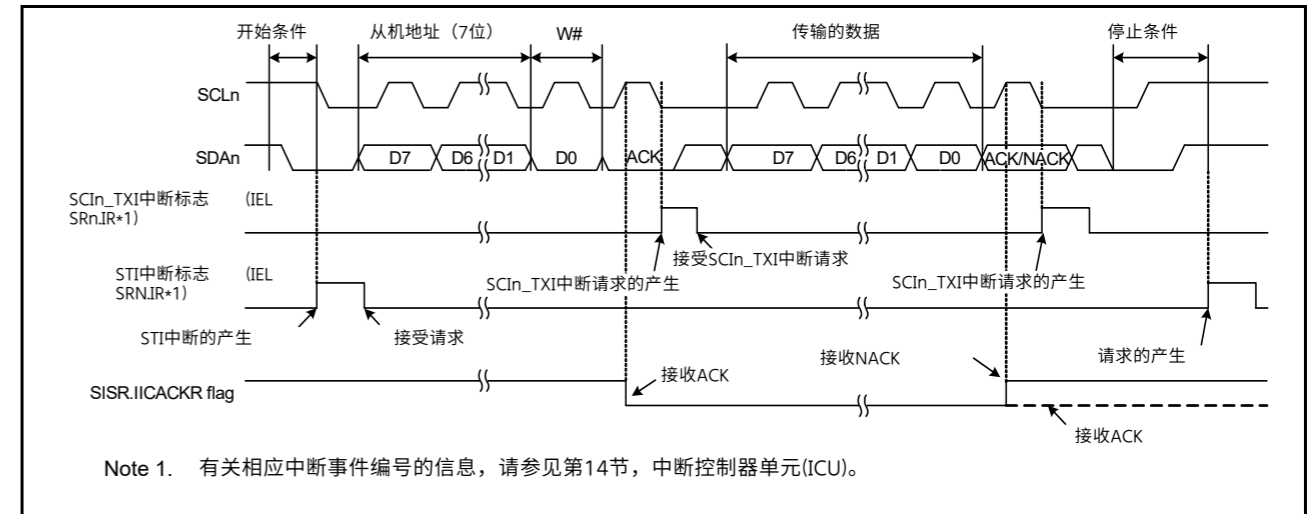 开始条件 从机地址（7位） W# 传输的数据 停止条件
SCLn
SDAn D7 D6 D1 D0 ACK D7 D6 D1 D0 ACK/NACK
SCIn_TXI中断标志 (IEL
SRn.IR*1)
接受SCIn_TXI中断请求
SCIn_TXI中断请求的产生 SCIn_TXI中断请求的产生
STI中断标志 (IEL
SRN.IR*1)
STI中断的产生 接受请求
接收NACK 请求的产生
接收ACK
SISR.IICACKR flag
接收ACK
Note 1. 有关相应中断事件编号的信息，请参见第14节，中断控制器单元(ICU)。